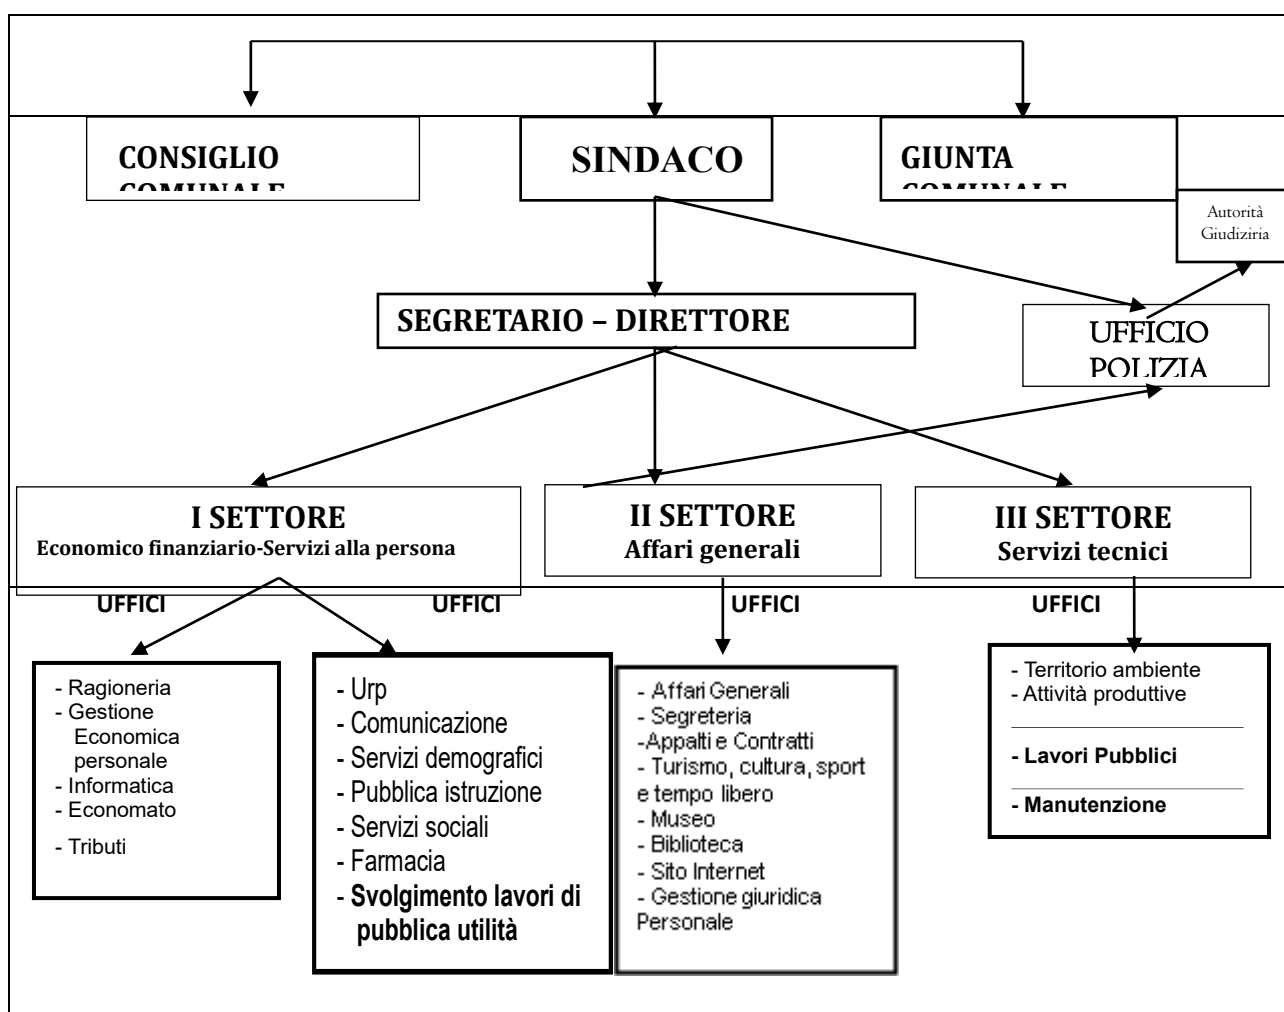 CONSIGLIO
COMUNALE
SINDACO
GIUNTA
COMUNALE
Autorità
Giudiziria
SEGRETARIO – DIRETTORE
UFFICIO
POLIZIA
I SETTORE
Economico finanziario-Servizi alla persona
II SETTORE
Affari generali
III SETTORE
Servizi tecnici
UFFICI
UFFICI
UFFICI
UFFICI
- Ragioneria
- Gestione
Economica
personale
- Informatica
- Economato
- Tributi
- Urp
- Comunicazione
- Servizi demografici
- Pubblica istruzione
- Servizi sociali
- Farmacia
- Svolgimento lavori di
pubblica utilità
- Affari Generali
- Segreteria
-Appalti e Contratti
- Turismo, cultura, sport
e tempo libero
- Museo
- Biblioteca
- Sito Internet
- Gestione giuridica
Personale
- Territorio ambiente
- Attività produttive
- Lavori Pubblici
- Manutenzione